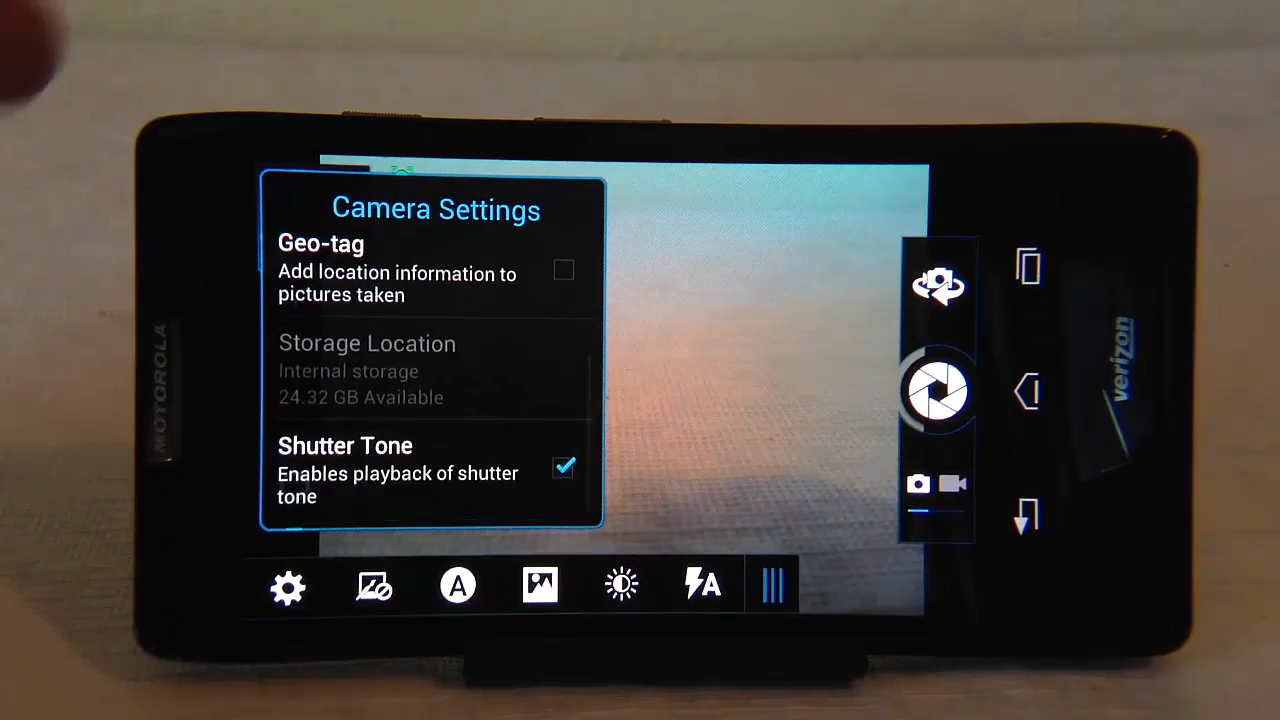 Camera Settings
Geo-tag
Add location information to
pictures taken
Storage Location
Internal storage
24.32 GB Available
Shutter Tone
Enables playback of shutter
tone
A
A
MOTOROLA
verizon